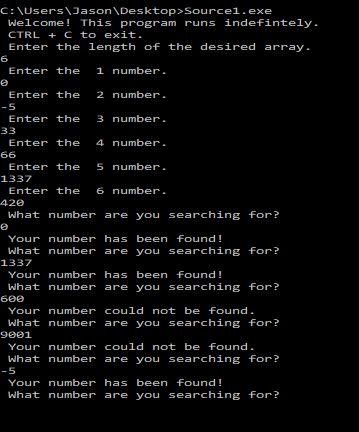 C:\Users\Jason\Desktop>Source1.exe
Welcome! This program runs indefintely.
CTRL + C to exit.
Enter the length of the desired array.
6
Enter the  1 number.
0
Enter the  2 number.
-5
Enter the  3 number.
33
Enter the  4 number.
66
Enter the  5 number.
1337
Enter the  6 number.
420
What number are you searching for?
0
Your number has been found!
What number are you searching for?
1337
Your number has been found!
What number are you searching for?
600
Your number could not be found.
What number are you searching for?
9001
Your number could not be found.
What number are you searching for?
-5
Your number has been found!
What number are you searching for?